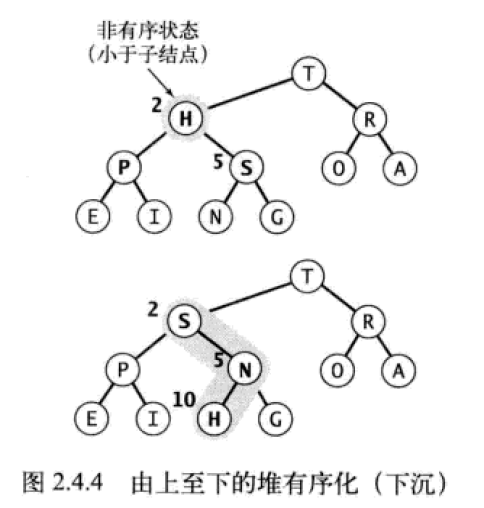 非有序状态
(小于子结点)
T
2 H R
P 5 S O A
E I N G
T
2 S R
P 5 N O A
E I 10 H G
图 2.4.4 由上至下的堆有序化（下沉）